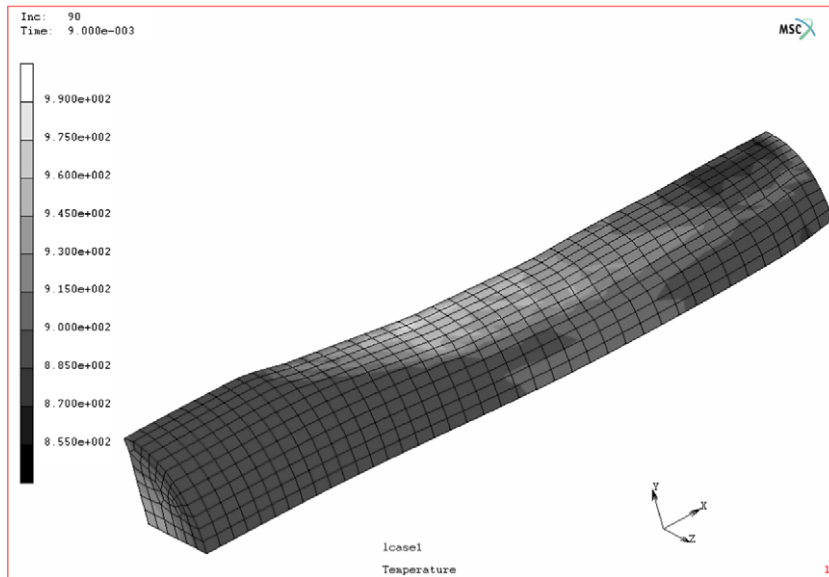 Inc: 90
Time: 9.000e-003
MSC
9.900e+002
9.750e+002
9.600e+002
9.450e+002
9.300e+002
9.150e+002
9.000e+002
8.850e+002
8.700e+002
8.550e+002
Y
X
Z
lcase1
Temperature
1